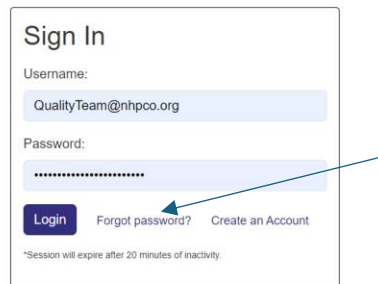 Sign In
Username:
QualityTeam@nhpco.org
Password:
••••••••••••••••••••••••
Login Forgot password? Create an Account
*Session will expire after 20 minutes of inactivity.